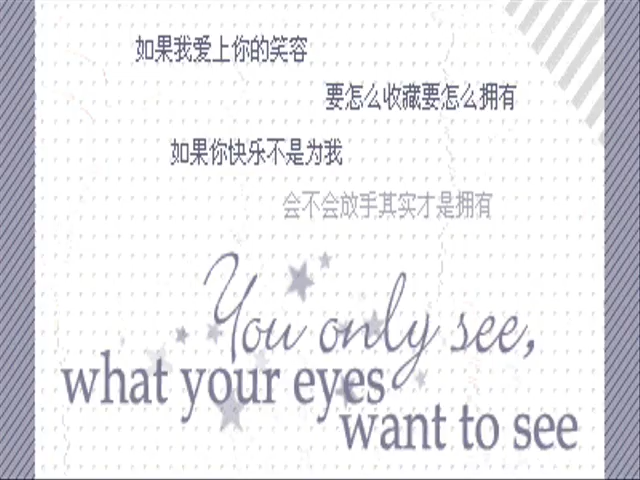 如果我爱上你的笑容
要怎么收藏要怎么拥有
如果你快乐不是为我
会不会放手其实才是拥有
You only see,
what your eyes
want to see